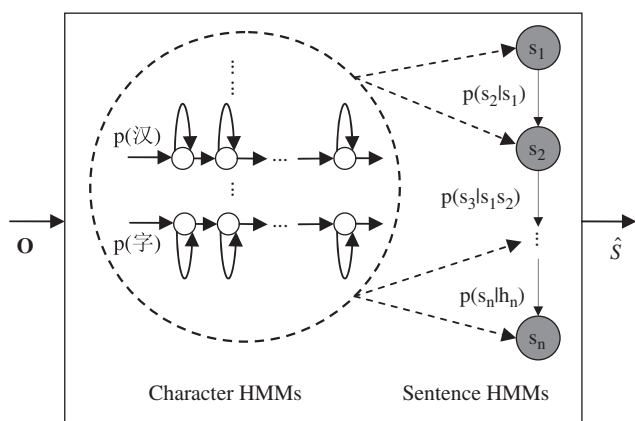 s1
p(s2|s1)
p(汉)
s2
...
p(s3|s1s2)
p(字)
...
O
Ŝ
p(sn|hn)
sn
Character HMMs
Sentence HMMs